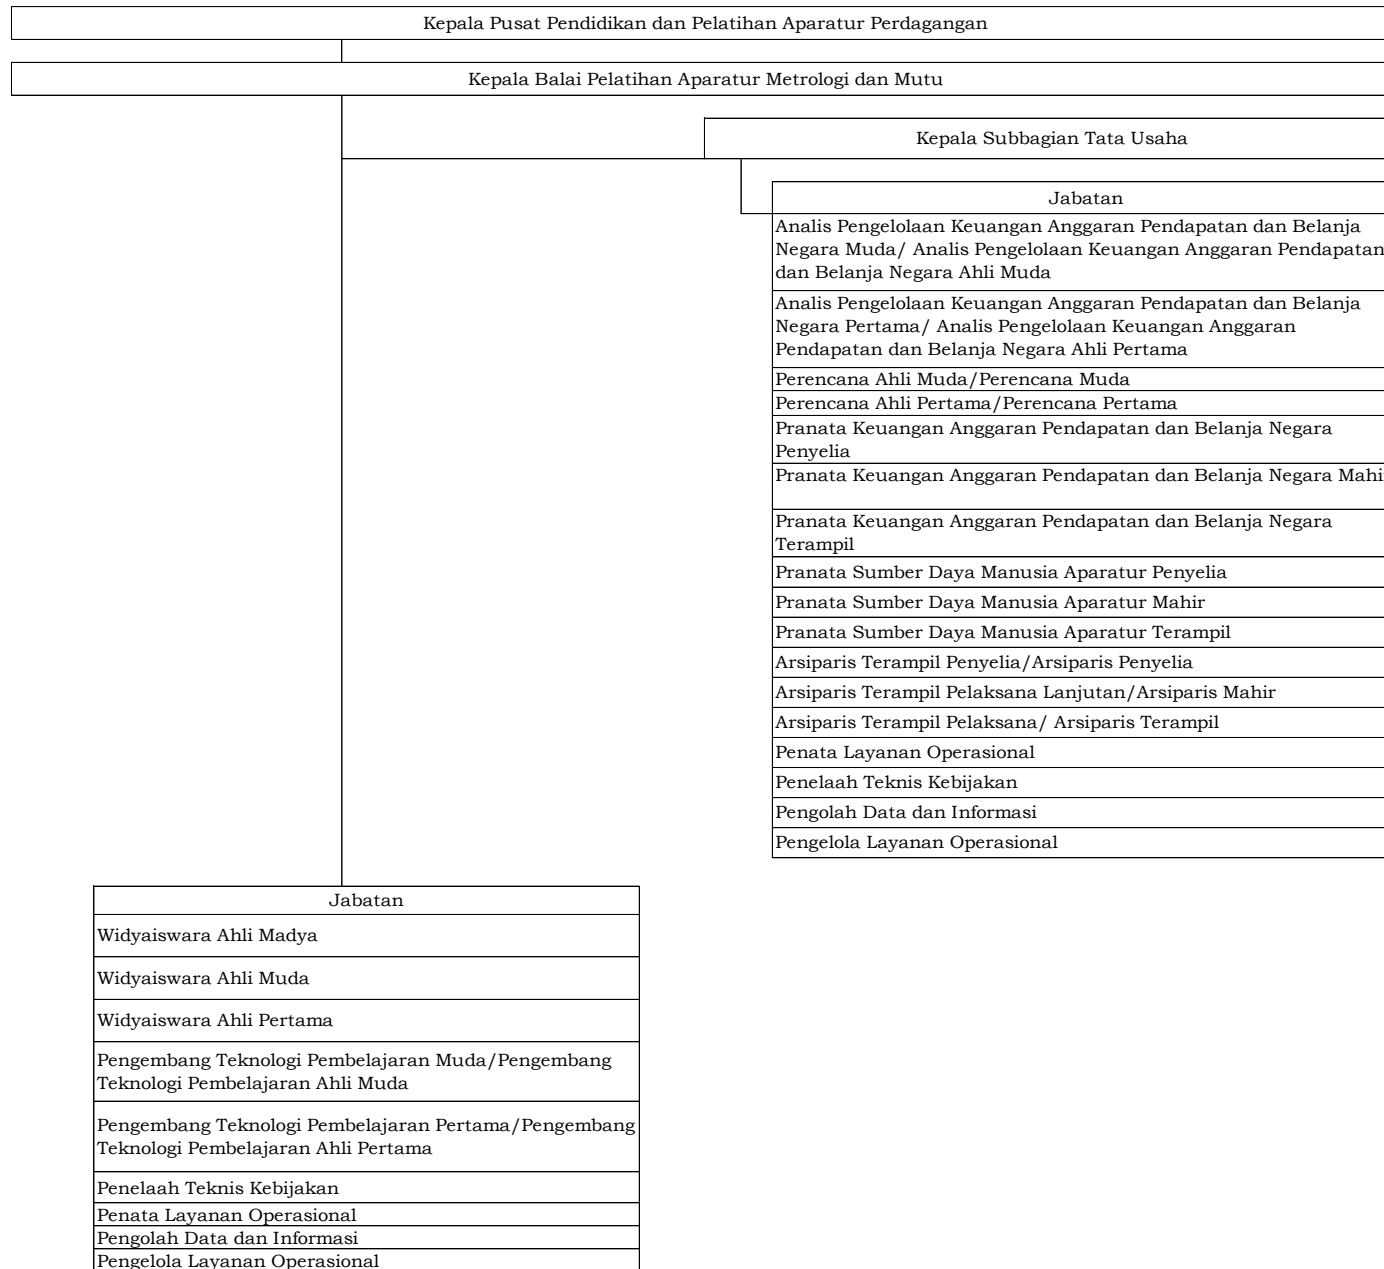 Kepala Pusat Pendidikan dan Pelatihan Aparatur Perdagangan
Kepala Balai Pelatihan Aparatur Metrologi dan Mutu
Kepala Subbagian Tata Usaha
Jabatan
Analis Pengelolaan Keuangan Anggaran Pendapatan dan Belanja
Negara Muda/ Analis Pengelolaan Keuangan Anggaran Pendapatan
dan Belanja Negara Ahli Muda
Analis Pengelolaan Keuangan Anggaran Pendapatan dan Belanja
Negara Pertama/ Analis Pengelolaan Keuangan Anggaran
Pendapatan dan Belanja Negara Ahli Pertama
Perencana Ahli Muda/Perencana Muda
Perencana Ahli Pertama/Perencana Pertama
Pranata Keuangan Anggaran Pendapatan dan Belanja Negara
Penyelia
Pranata Keuangan Anggaran Pendapatan dan Belanja Negara Mahir
Pranata Keuangan Anggaran Pendapatan dan Belanja Negara
Terampil
Pranata Sumber Daya Manusia Aparatur Penyelia
Pranata Sumber Daya Manusia Aparatur Mahir
Pranata Sumber Daya Manusia Aparatur Terampil
Arsiparis Terampil Penyelia/Arsiparis Penyelia
Arsiparis Terampil Pelaksana Lanjutan/Arsiparis Mahir
Arsiparis Terampil Pelaksana/ Arsiparis Terampil
Penata Layanan Operasional
Penelaah Teknis Kebijakan
Pengolah Data dan Informasi
Pengelola Layanan Operasional
Jabatan
Widyaiswara Ahli Madya
Widyaiswara Ahli Muda
Widyaiswara Ahli Pertama
Pengembang Teknologi Pembelajaran Muda/Pengembang
Teknologi Pembelajaran Ahli Muda
Pengembang Teknologi Pembelajaran Pertama/Pengembang
Teknologi Pembelajaran Ahli Pertama
Penelaah Teknis Kebijakan
Penata Layanan Operasional
Pengolah Data dan Informasi
Pengelola Layanan Operasional